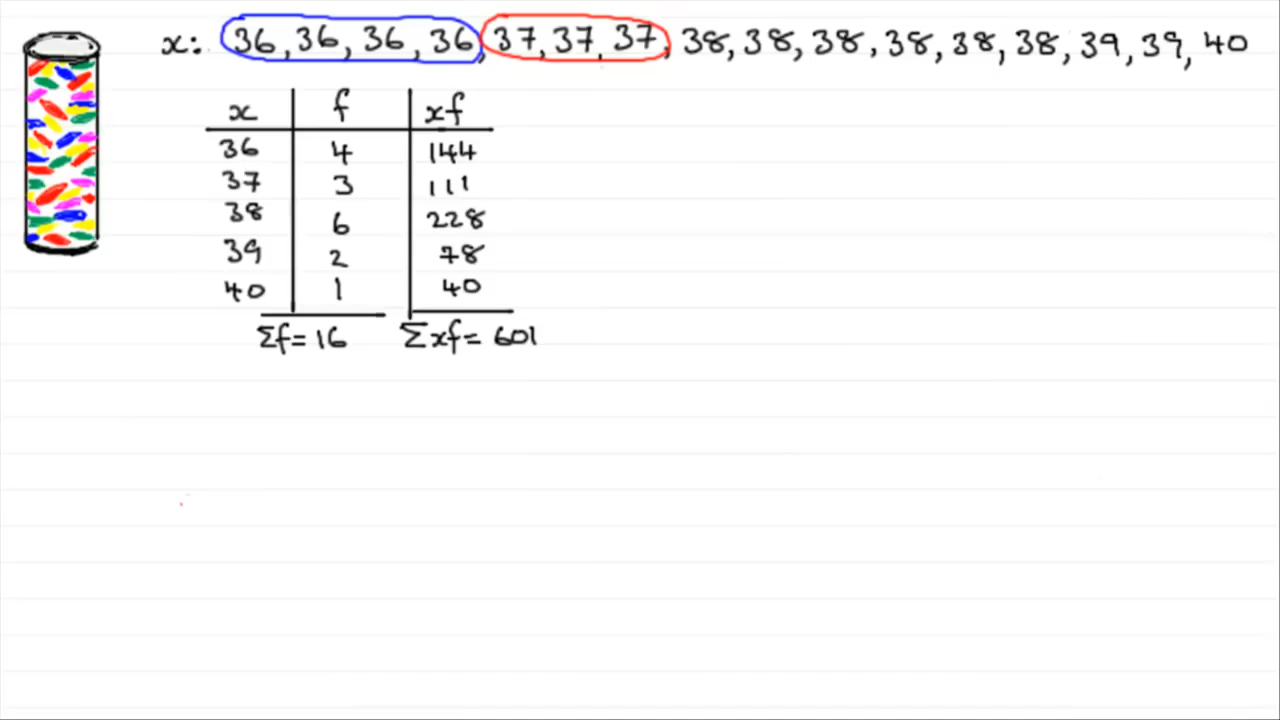 x: 36, 36, 36, 36, 37, 37, 37, 38, 38, 38, 38, 38, 38, 39, 39, 40
x f xf
36 4 144
37 3 111
38 6 228
39 2 78
40 1 40
Σf = 16 Σxf = 601